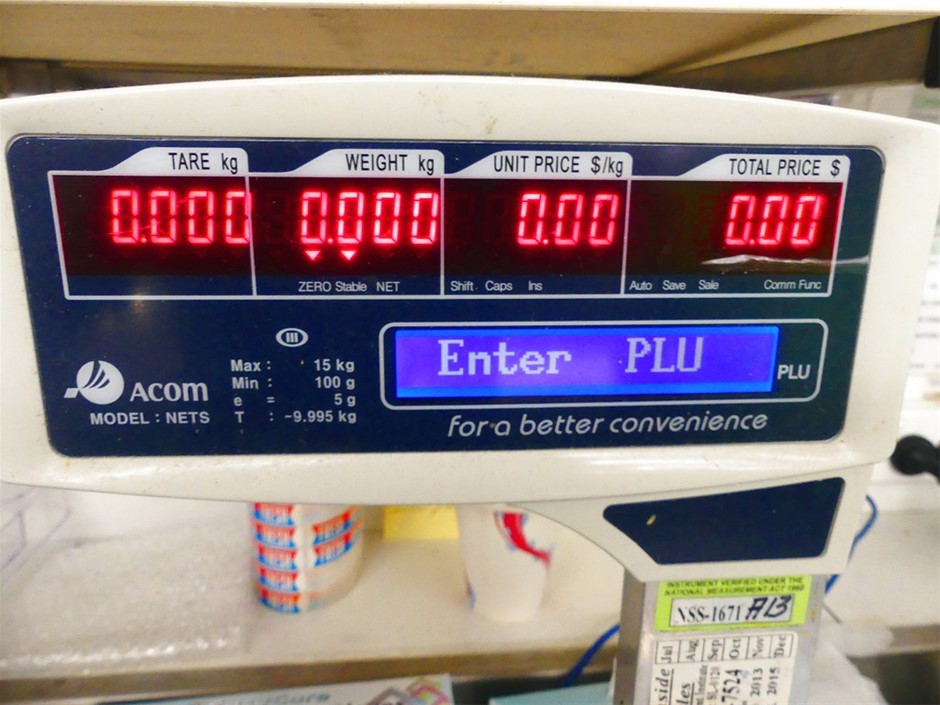 TARE kg
WEIGHT kg
UNIT PRICE $/kg
TOTAL PRICE $
0.000
0.000
0.00
0.00
ZERO Stable NET
Shift Caps Ins
Auto Save Sale
Comm Func
III
Enter PLU
PLU
Max : 15 kg
Min : 100 g
e = 5 g
T : -9.995 kg
ACOM
MODEL : NETS
for a better convenience
INSTRUMENT VERIFIED UNDER THE
NATIONAL MEASUREMENT ACT 1960
NSS-1671 A13
Jul
Aug
Sep
Oct
Nov
Dec
7524
2013
2015